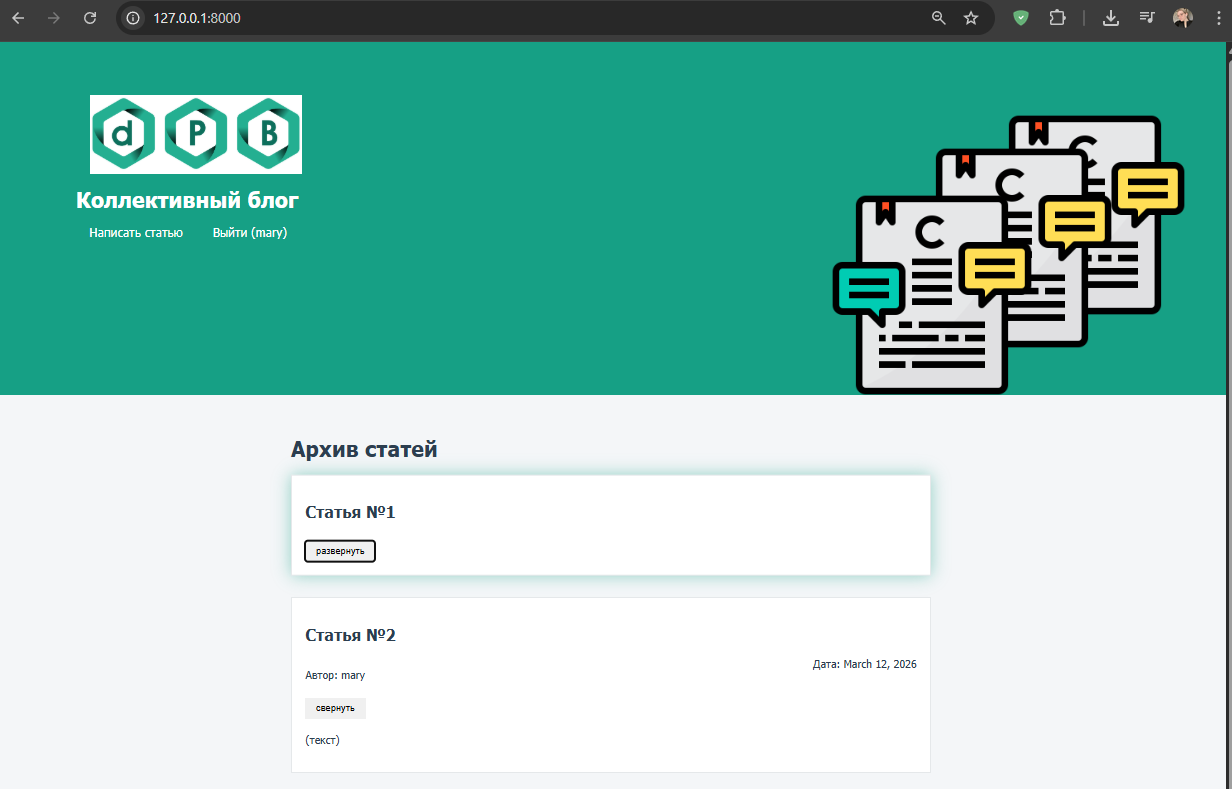 127.0.0.1:8000
d P B
Коллективный блог
Написать статью Выйти (mary)
C
C
C
Архив статей
Статья №1
развернуть
Статья №2
Дата: March 12, 2026
Автор: mary
свернуть
(текст)